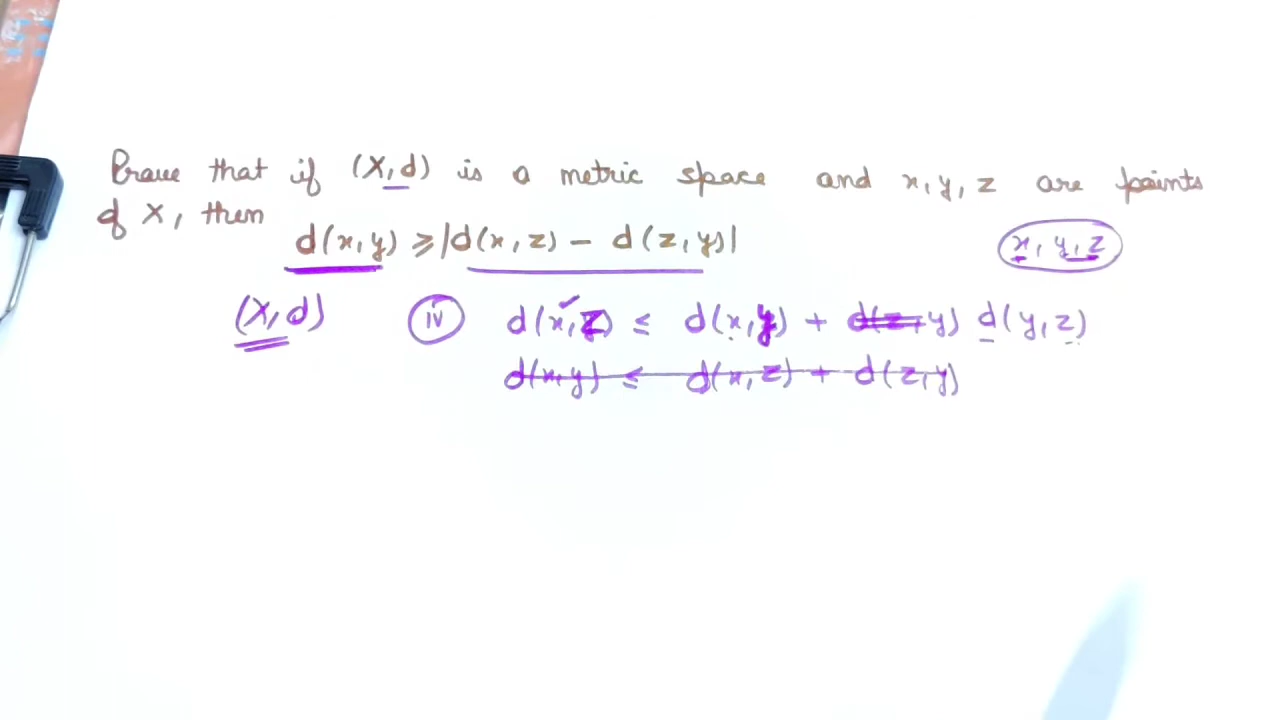 Prove that if (X, d) is a metric space and x, y, z are points
of X, then
d(x, y) ≥ |d(x, z) − d(z, y)|
x, y, z
(X, d) iv d(x, z) ≤ d(x, y) + d(z, y) d(y, z)
d(x, y) ≤ d(x, z) + d(z, y)